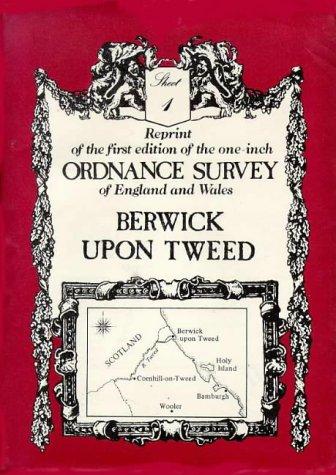 Sheet
1
Reprint
of the first edition of the one-inch
ORDNANCE SURVEY
of England and Wales
BERWICK
UPON TWEED
SCOTLAND
R. Tweed
Berwick
upon Tweed
Holy
Island
Cornhill-on-Tweed
Bamburgh
Wooler